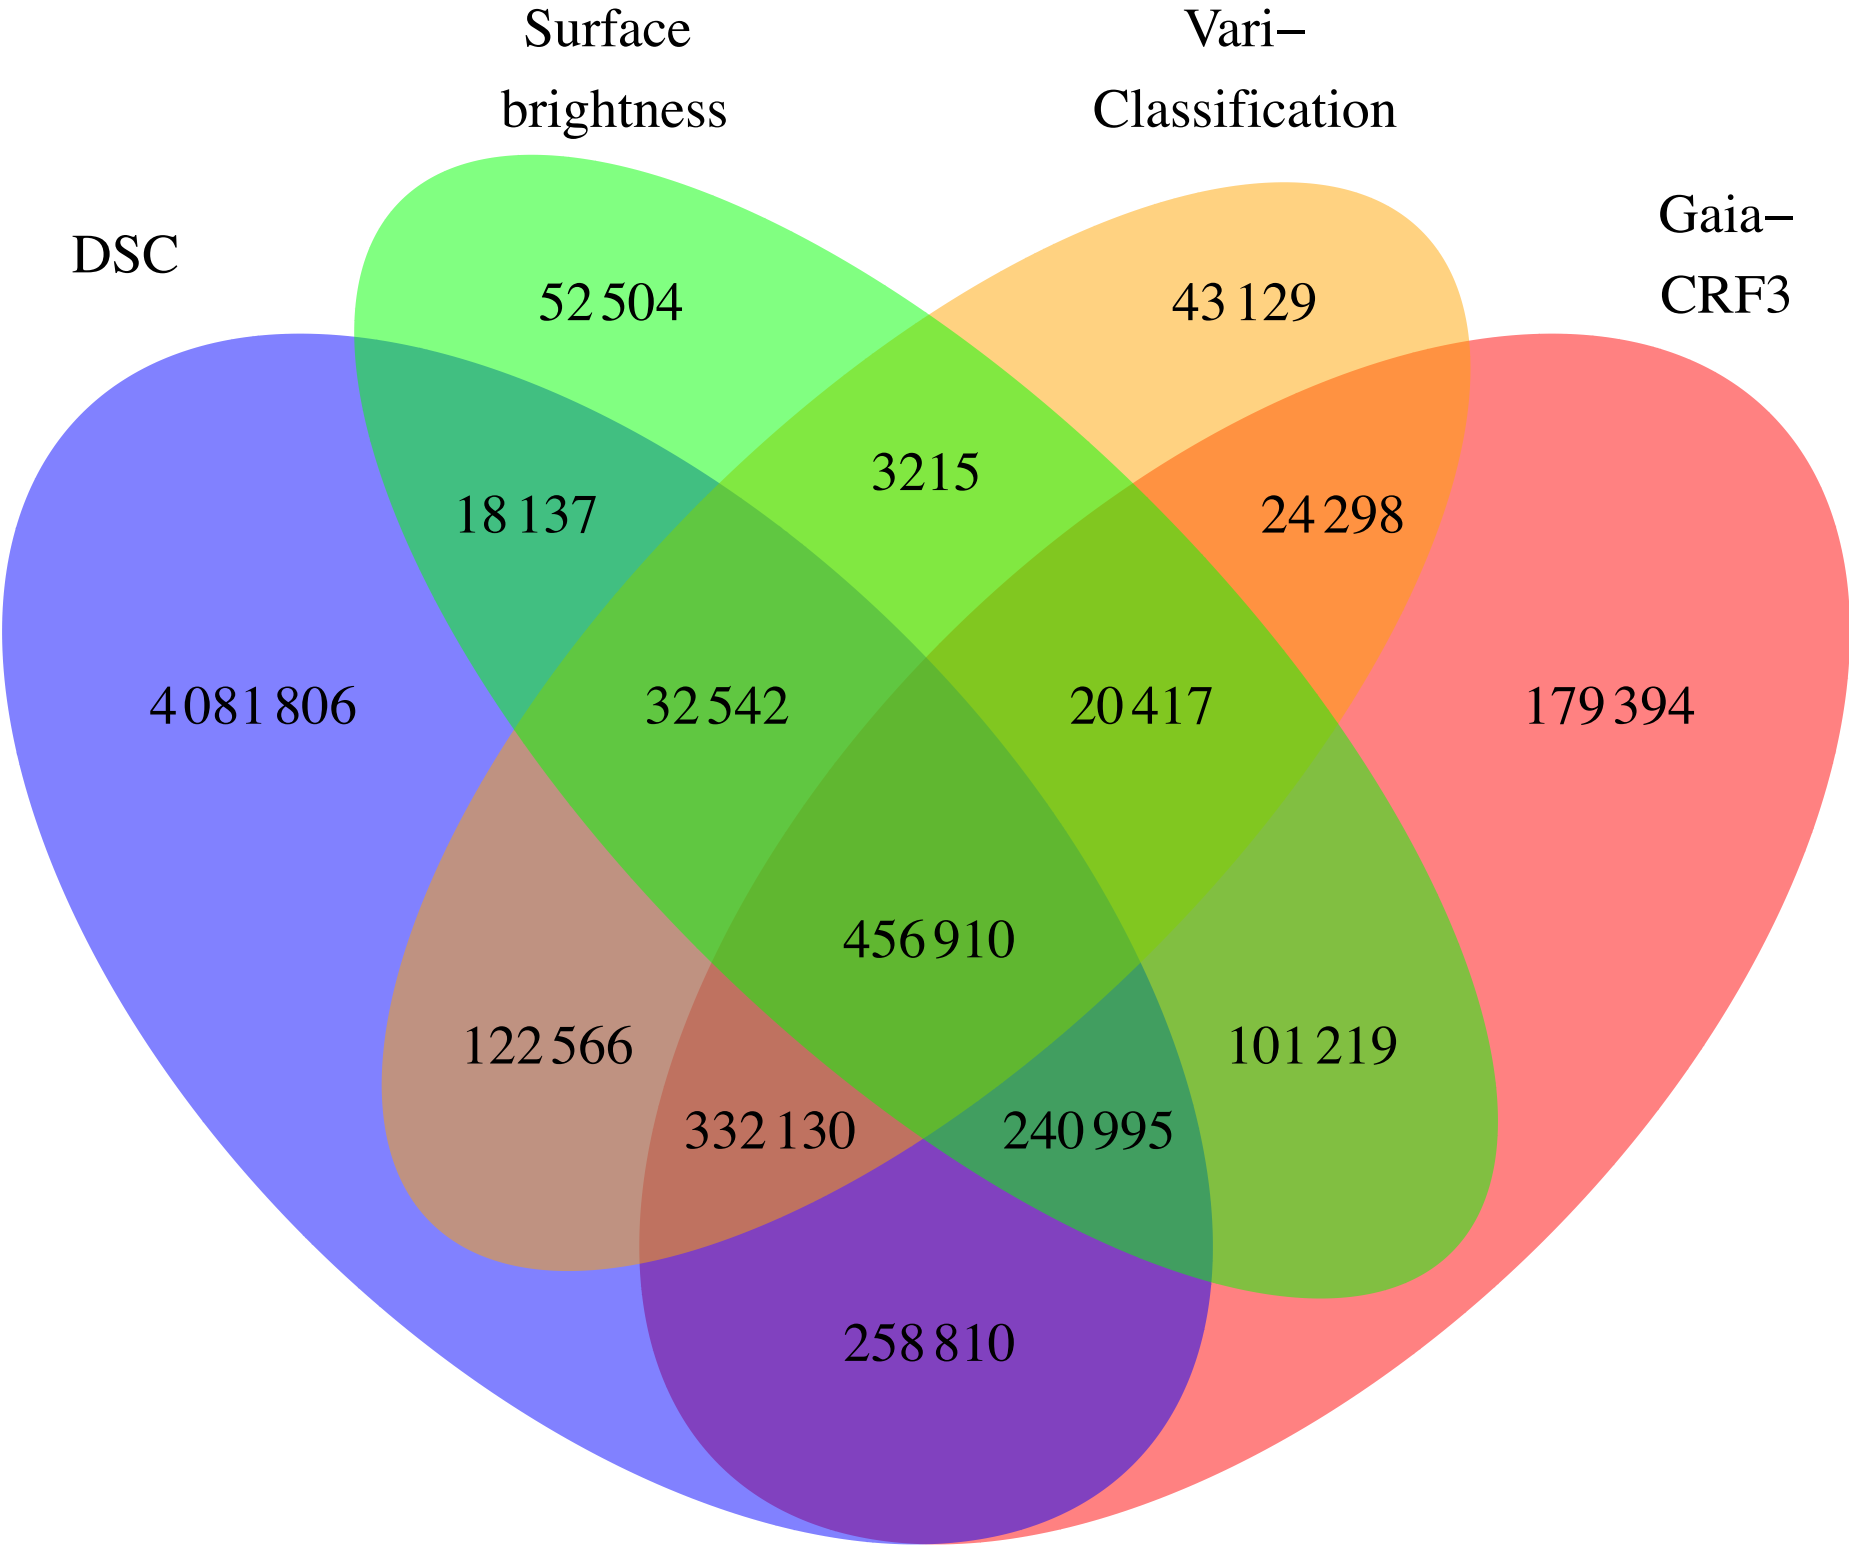 Surface
brightness
Vari–
Classification
Gaia–
CRF3
DSC
52 504
43 129
3215
18 137
24 298
4 081 806
32 542
20 417
179 394
456 910
122 566
101 219
332 130
240 995
258 810